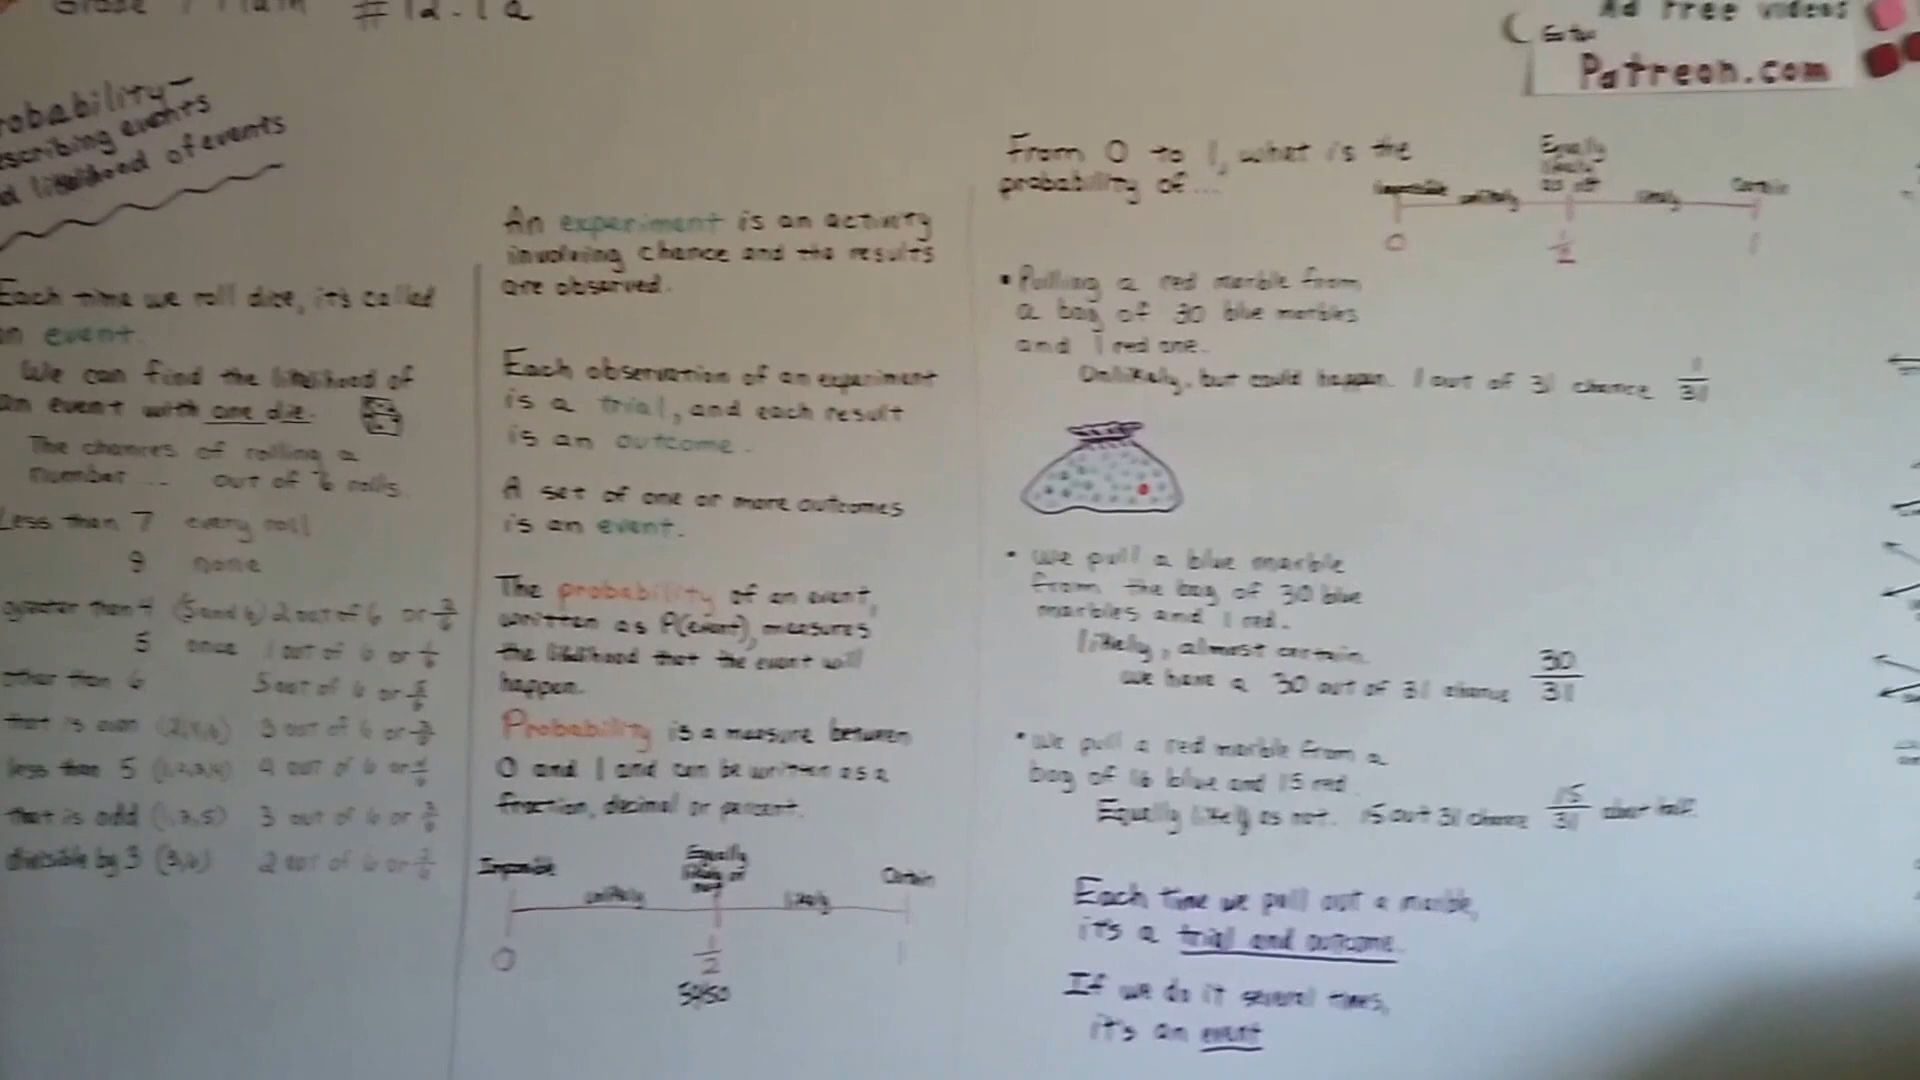 Grade 7 Math #12.1a
Ad Free videos
Patreon.com
robability-
scribing events
d likelihood of events
Each time we roll dice, it's called
an event.
We can find the likelihood of
an event with one die.
The chances of rolling a
number... out of 6 rolls.
Less than 7 every roll
9 none
greater than 4 (5 and 6) 2 out of 6 or 2/6
5 once 1 out of 6 or 1/6
other than 6 5 out of 6 or 5/6
that is even (2,4,6) 3 out of 6 or 3/6
less than 5 (1,2,3,4) 4 out of 6 or 4/6
that is odd (1,3,5) 3 out of 6 or 3/6
divisible by 3 (3,6) 2 out of 6 or 2/6
An experiment is an activity
involving chance and the results
are observed.
Each observation of an experiment
is a trial, and each result
is an outcome.
A set of one or more outcomes
is an event.
The probability of an event,
written as P(event), measures
the likelihood that the event will
happen.
Probability is a measure between
0 and 1 and can be written as a
fraction, decimal or percent.
Impossible
unlikely
Equally
likely or
not
likely
Certain
0
1/2
1
50/50
From 0 to 1, what is the
probability of...
Impossible
unlikely
Equally
likely
as not
likely
Certain
0
1/2
1
• Pulling a red marble from
a bag of 30 blue marbles
and 1 red one.
Unlikely, but could happen. 1 out of 31 chance 1/31
• We pull a blue marble
from the bag of 30 blue
marbles and 1 red.
likely, almost certain.
we have a 30 out of 31 chance 30/31
• We pull a red marble from a
bag of 16 blue and 15 red.
Equally likely as not. 15 out 31 chance 15/31 about half.
Each time we pull out a marble,
it's a trial and outcome.
If we do it several times,
it's an event